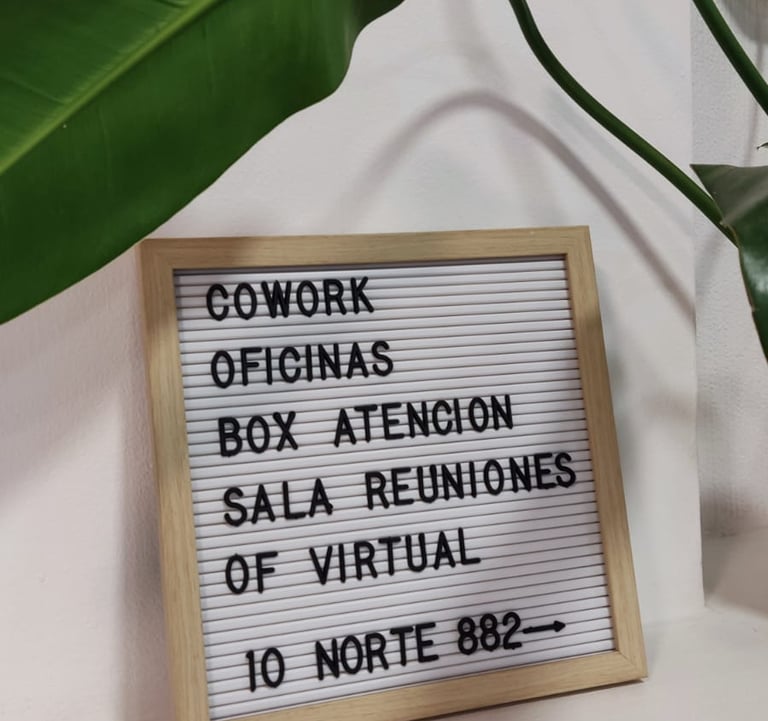 COWORK
OFICINAS
BOX ATENCION
SALA REUNIONES
OF VIRTUAL
10 NORTE 882→